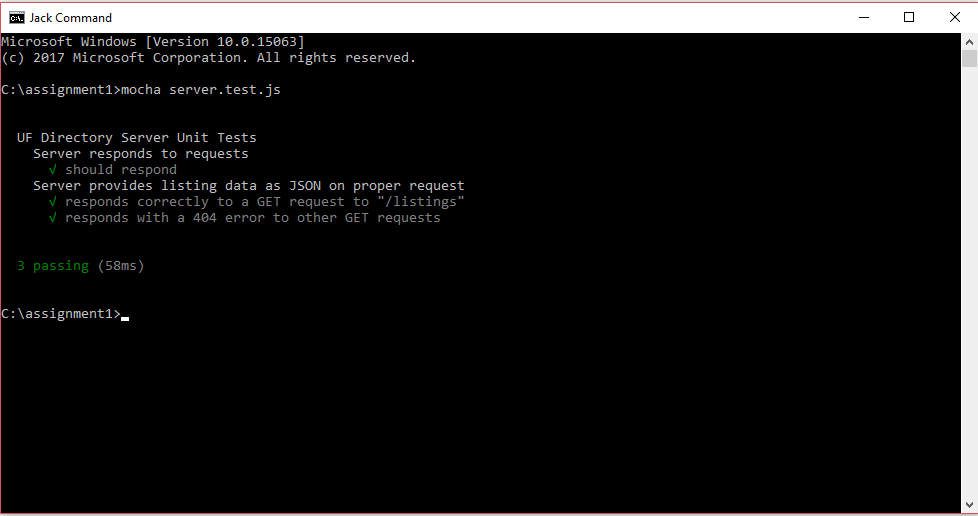 Jack Command
Microsoft Windows [Version 10.0.15063]
(c) 2017 Microsoft Corporation. All rights reserved.
C:\assignment1>mocha server.test.js
UF Directory Server Unit Tests
Server responds to requests
√ should respond
Server provides listing data as JSON on proper request
√ responds correctly to a GET request to "/listings"
√ responds with a 404 error to other GET requests
3 passing (58ms)
C:\assignment1>